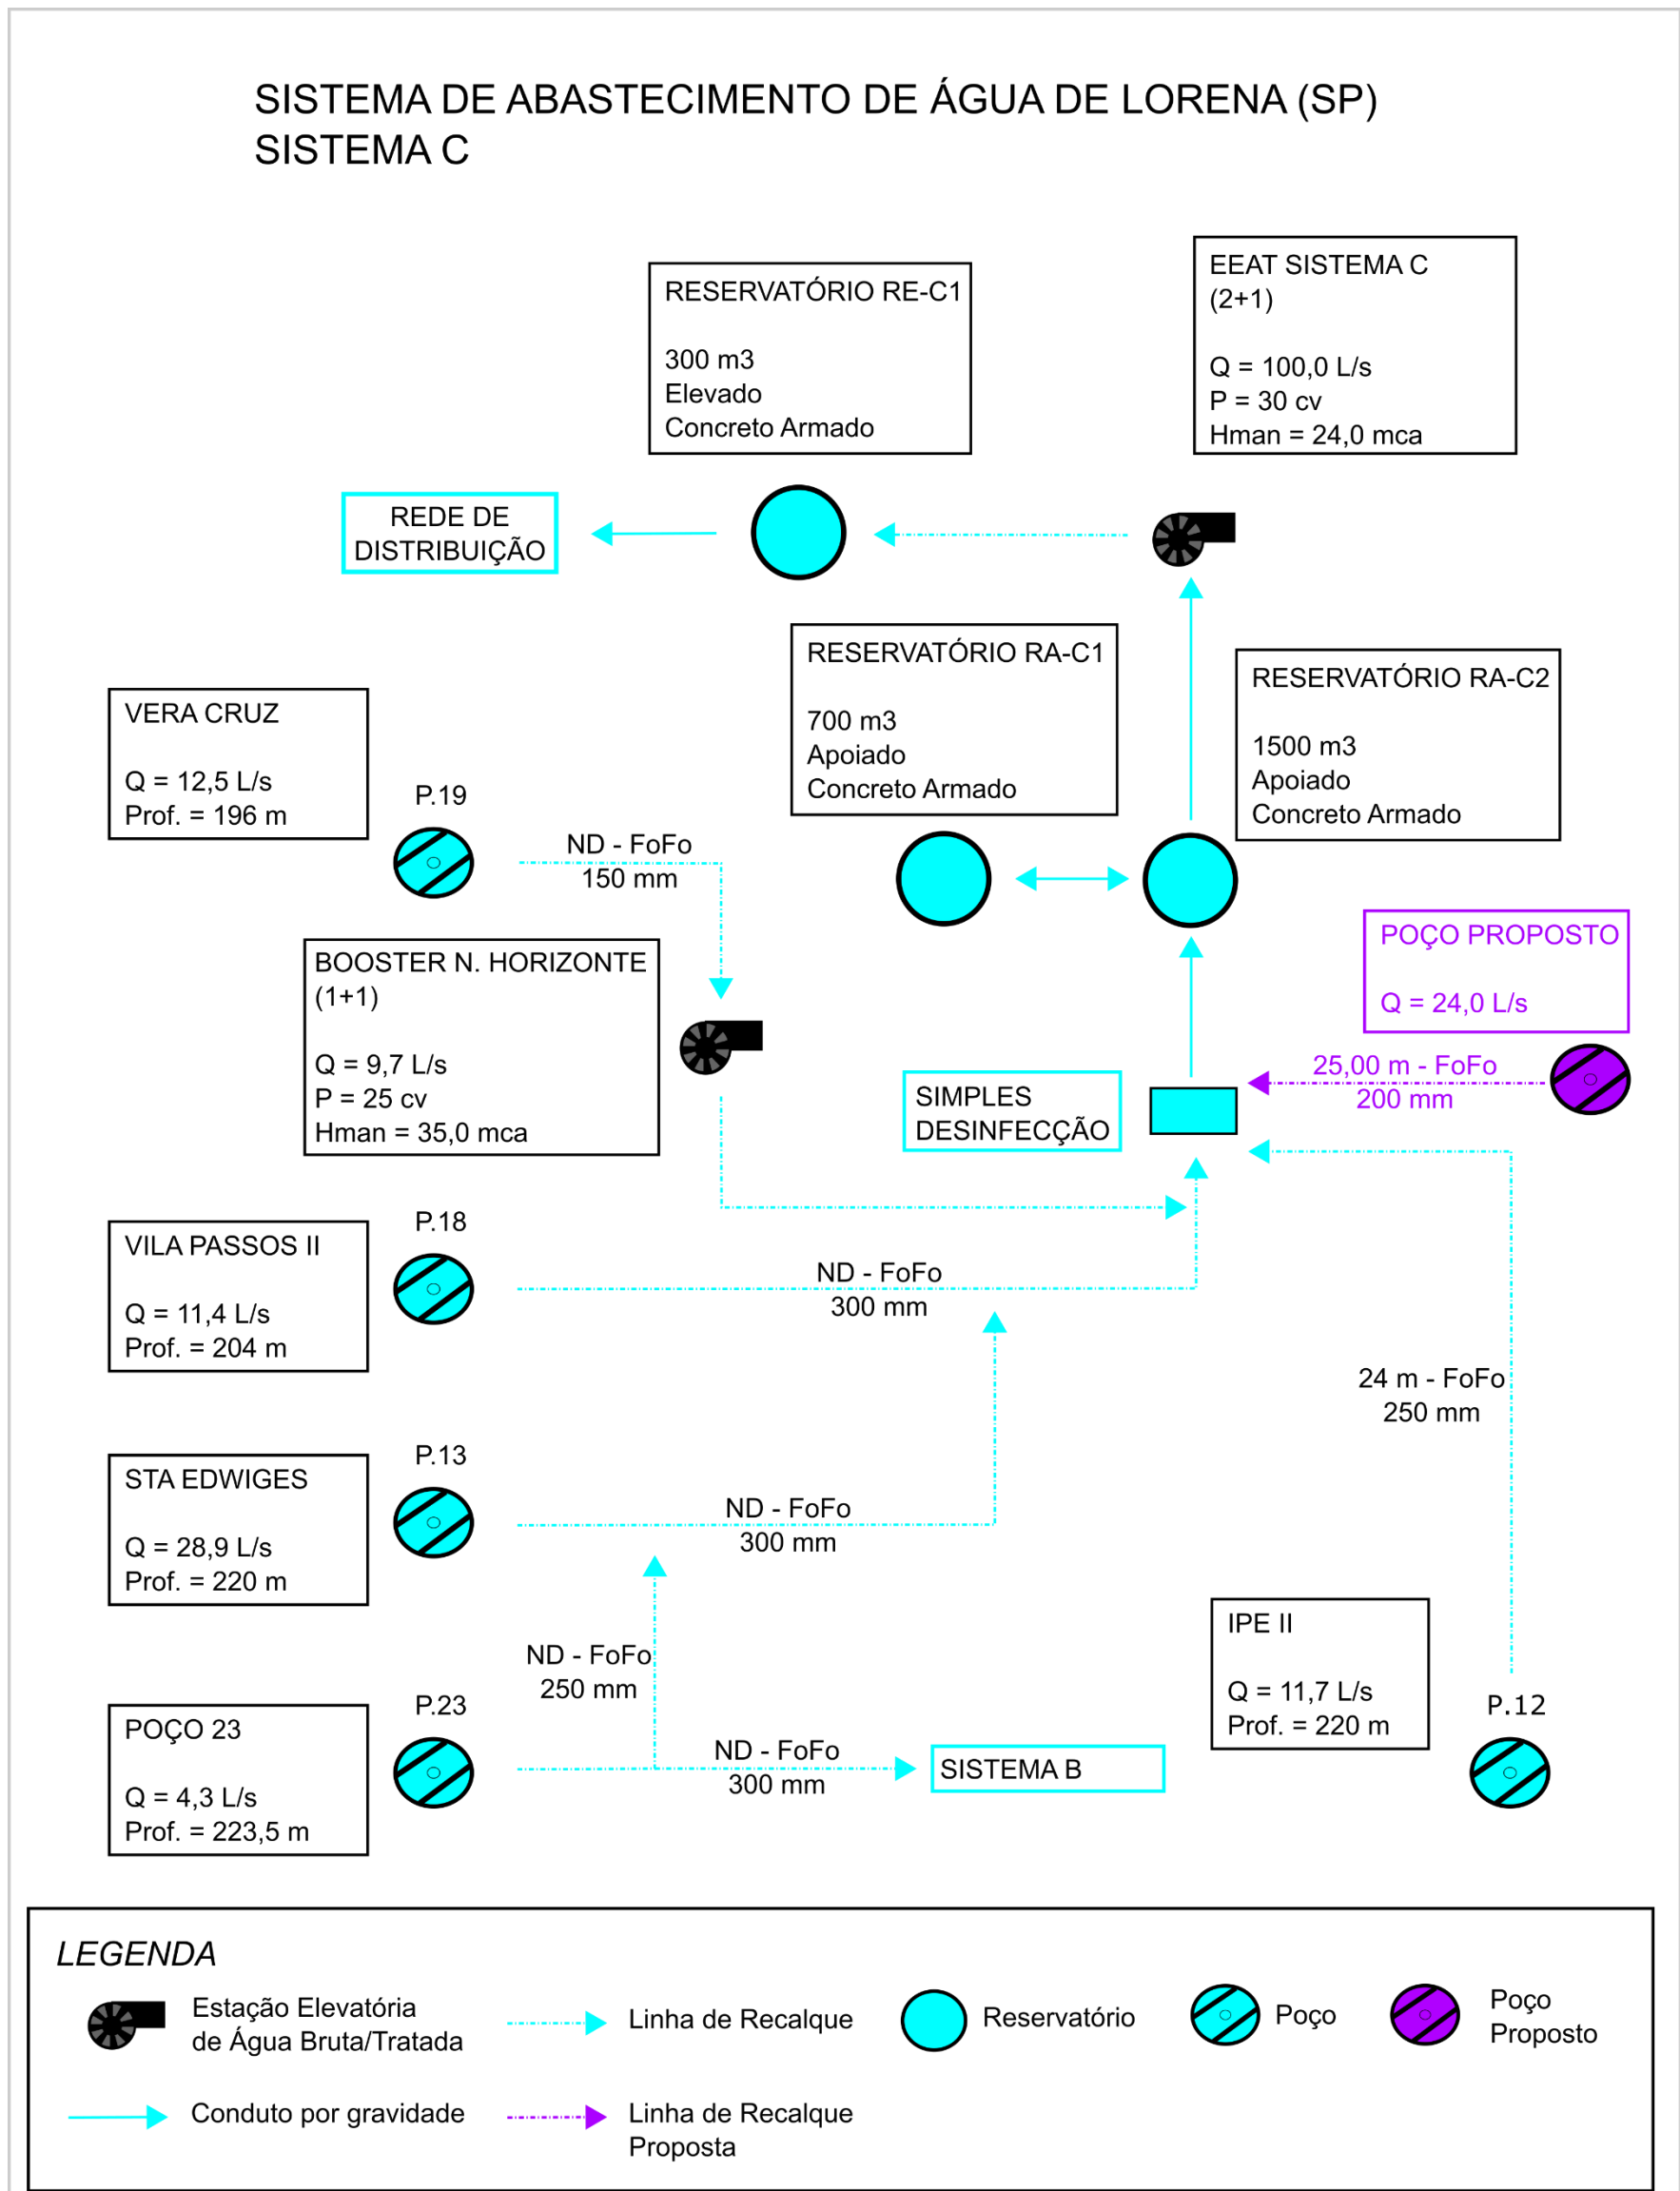 SISTEMA DE ABASTECIMENTO DE ÁGUA DE LORENA (SP)
SISTEMA C
EEAT SISTEMA C
(2+1)
Q = 100,0 L/s
P = 30 cv
Hman = 24,0 mca
RESERVATÓRIO RE-C1
300 m3
Elevado
Concreto Armado
REDE DE
DISTRIBUIÇÃO
RESERVATÓRIO RA-C1
700 m3
Apoiado
Concreto Armado
RESERVATÓRIO RA-C2
1500 m3
Apoiado
Concreto Armado
VERA CRUZ
Q = 12,5 L/s
Prof. = 196 m
P.19
ND - FoFo
150 mm
BOOSTER N. HORIZONTE
(1+1)
Q = 9,7 L/s
P = 25 cv
Hman = 35,0 mca
POÇO PROPOSTO
Q = 24,0 L/s
25,00 m - FoFo
200 mm
SIMPLES
DESINFECÇÃO
VILA PASSOS II
Q = 11,4 L/s
Prof. = 204 m
P.18
ND - FoFo
300 mm
24 m - FoFo
250 mm
STA EDWIGES
Q = 28,9 L/s
Prof. = 220 m
P.13
ND - FoFo
300 mm
ND - FoFo
250 mm
IPE II
Q = 11,7 L/s
Prof. = 220 m
P.12
POÇO 23
Q = 4,3 L/s
Prof. = 223,5 m
P.23
ND - FoFo
300 mm
SISTEMA B
LEGENDA
Estação Elevatória
de Água Bruta/Tratada
Linha de Recalque
Reservatório
Poço
Poço
Proposto
Conduto por gravidade
Linha de Recalque
Proposta